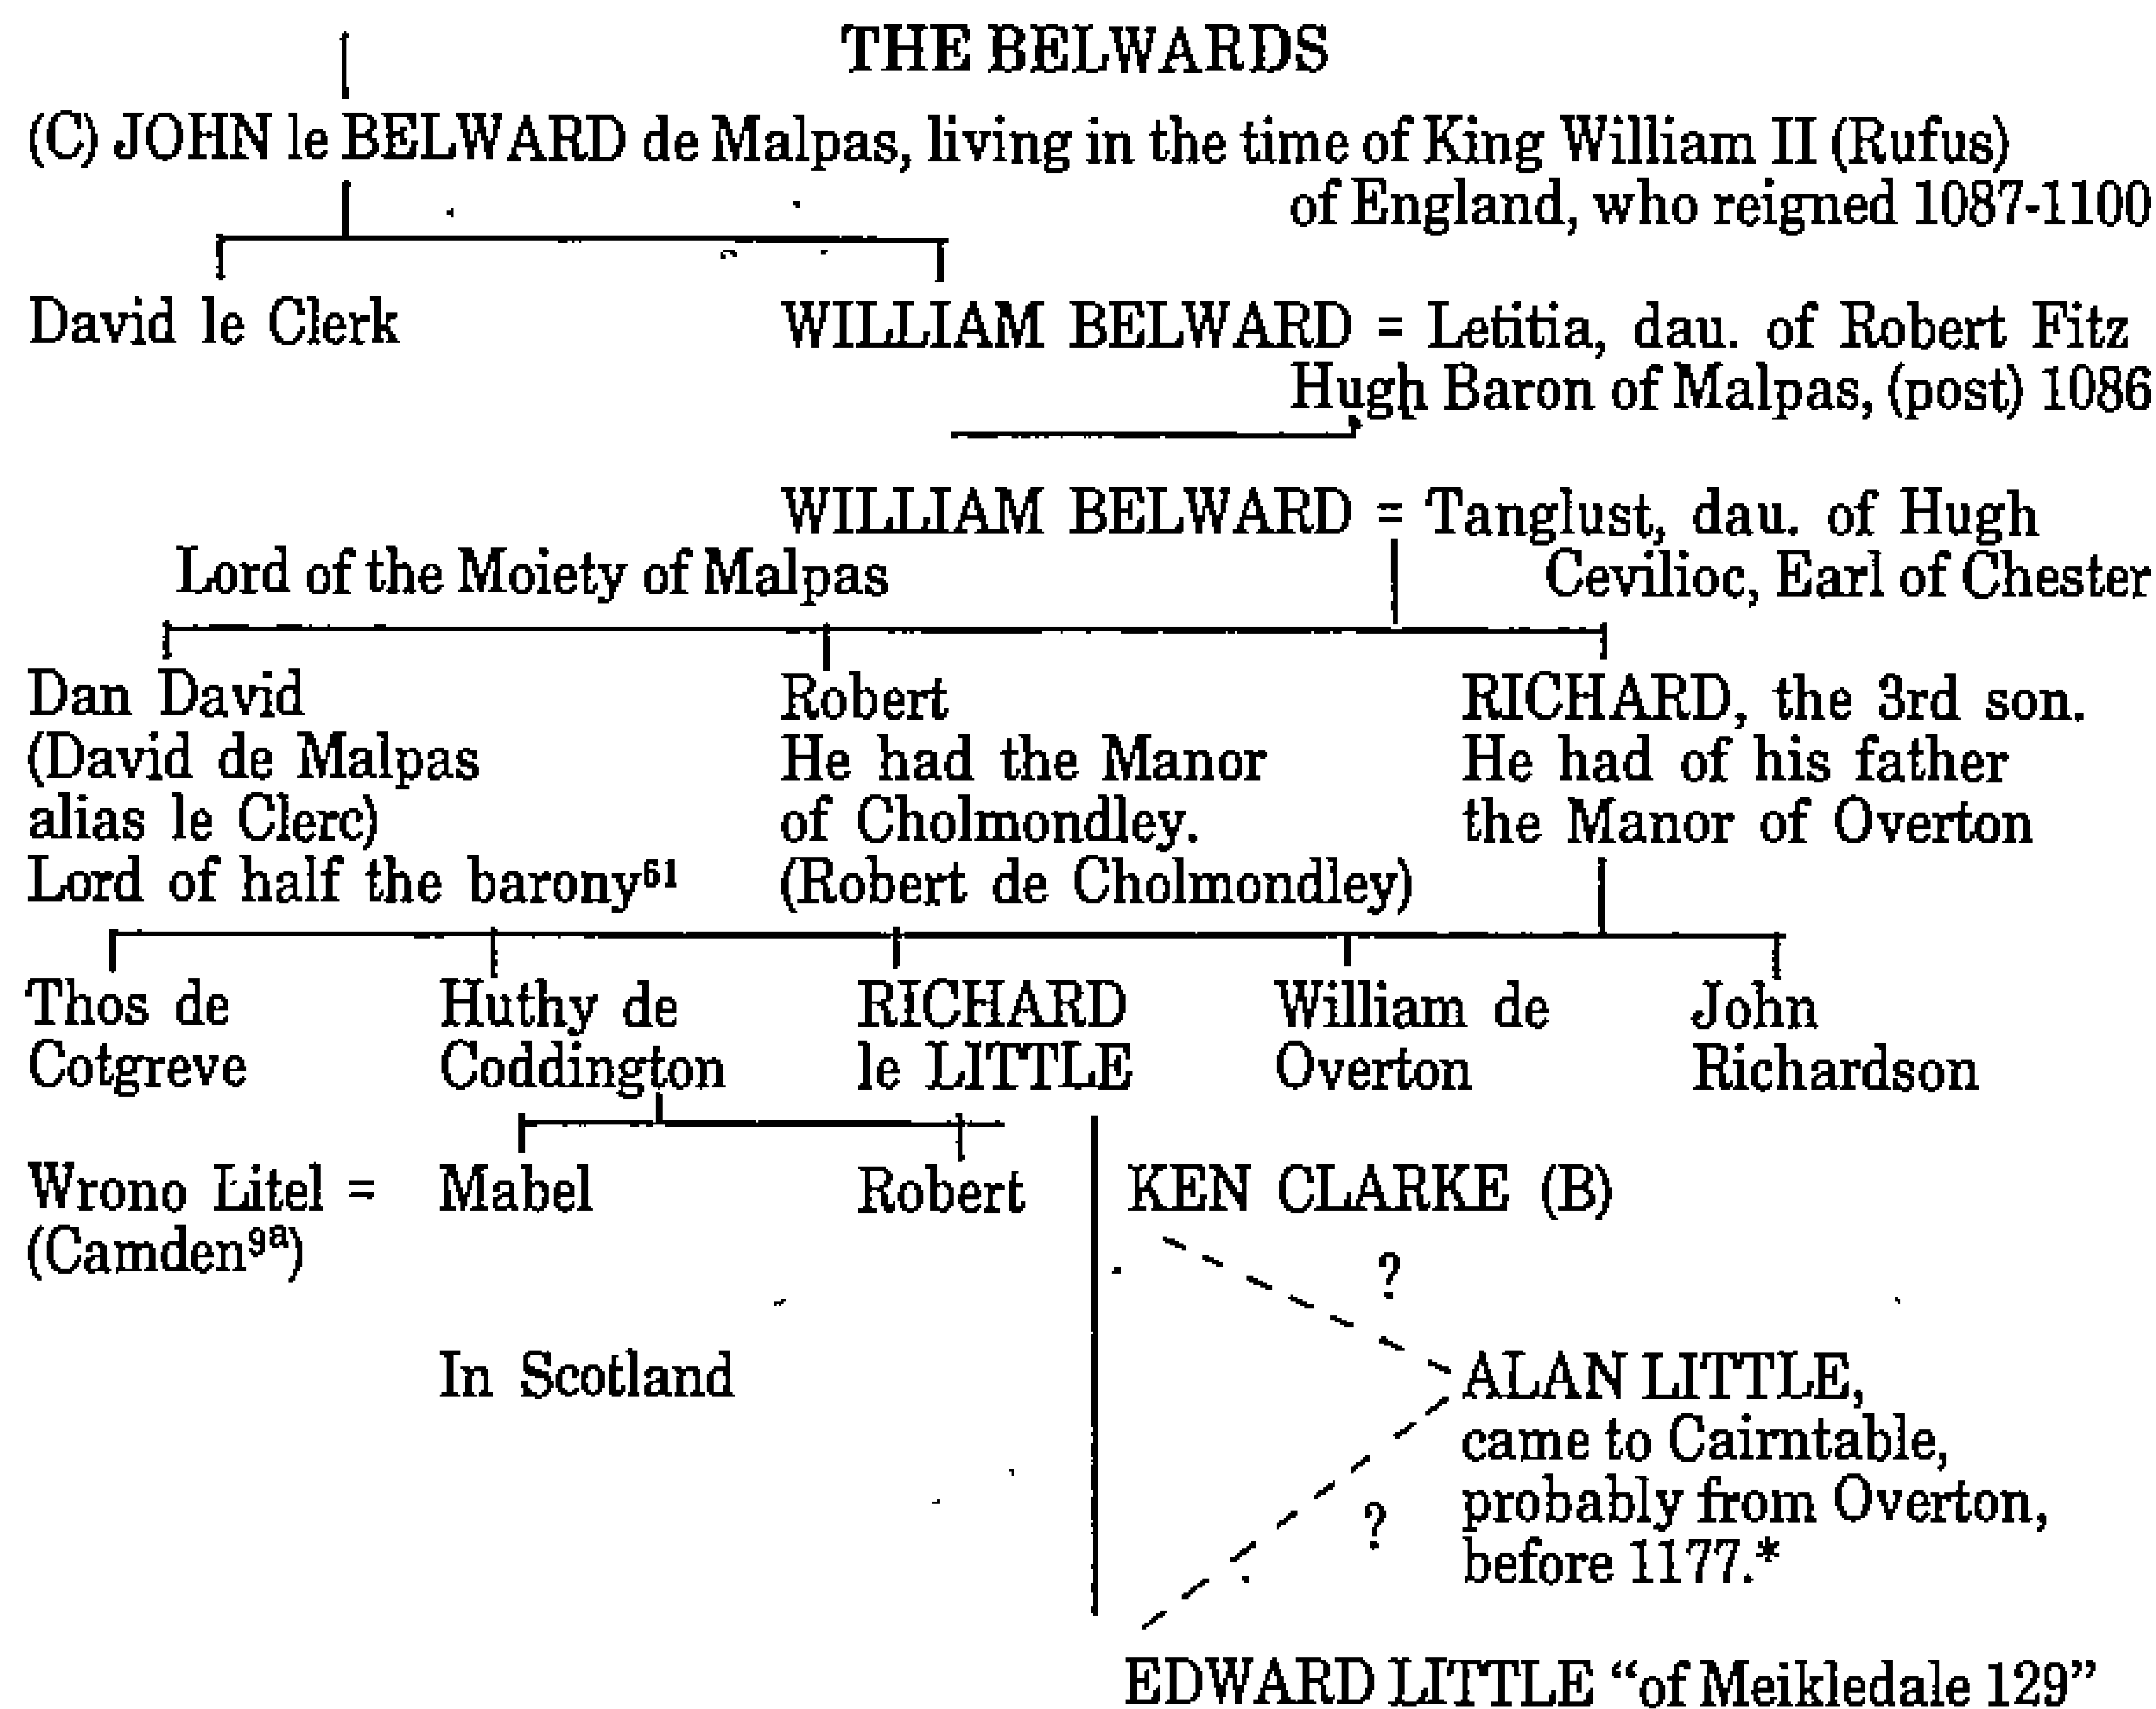 THE BELWARDS
(C) JOHN le BELWARD de Malpas, living in the time of King William II (Rufus)
of England, who reigned 1087-1100
David le Clerk
WILLIAM BELWARD = Letitia, dau. of Robert Fitz
Hugh Baron of Malpas, (post) 1086
WILLIAM BELWARD = Tanglust, dau. of Hugh
Lord of the Moiety of Malpas
Cevilioc, Earl of Chester
Dan David
(David de Malpas
alias le Clerc)
Lord of half the barony⁶¹
Robert
He had the Manor
of Cholmondley.
(Robert de Cholmondley)
RICHARD, the 3rd son.
He had of his father
the Manor of Overton
Thos de
Cotgreve
Huthy de
Coddington
RICHARD
le LITTLE
William de
Overton
John
Richardson
Wrono Litel =
(Camden⁹ᵃ)
Mabel
Robert
KEN CLARKE (B)
?
In Scotland
ALAN LITTLE,
came to Cairntable,
probably from Overton,
before 1177.*
?
EDWARD LITTLE “of Meikledale 129”